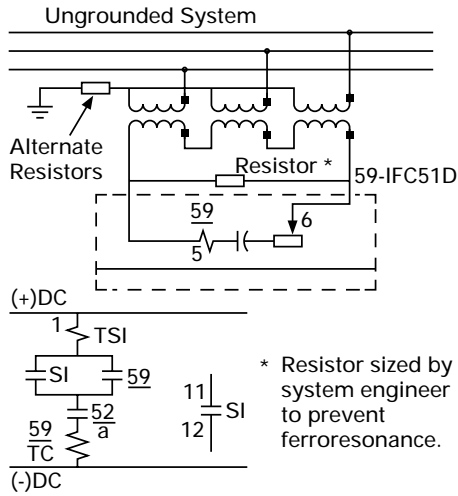 Ungrounded System
Alternate
Resistors
Resistor *
59-IFC51D
59
5
6
(+)DC
1
TSI
SI
59
52
a
59
TC
(-)DC
11
SI
12
* Resistor sized by
system engineer
to prevent
ferroresonance.